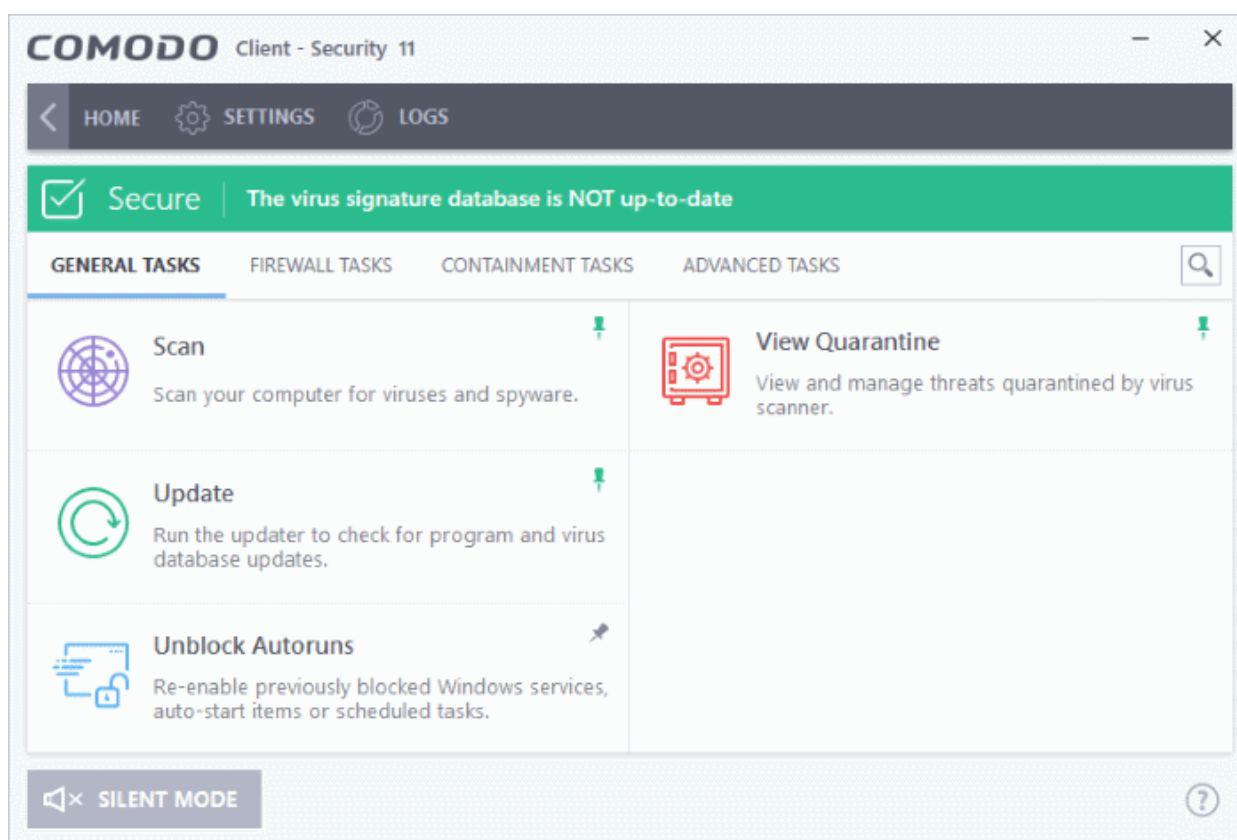 COMODO Client - Security 11
HOME SETTINGS LOGS
Secure The virus signature database is NOT up-to-date
GENERAL TASKS FIREWALL TASKS CONTAINMENT TASKS ADVANCED TASKS
Scan
Scan your computer for viruses and spyware.
View Quarantine
View and manage threats quarantined by virus
scanner.
Update
Run the updater to check for program and virus
database updates.
Unblock Autoruns
Re-enable previously blocked Windows services,
auto-start items or scheduled tasks.
SILENT MODE
?